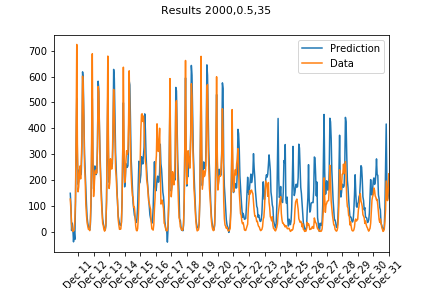 Results 2000,0.5,35
700
600
500
400
300
200
100
0
Prediction
Data
Dec 11
Dec 12
Dec 13
Dec 14
Dec 15
Dec 16
Dec 17
Dec 18
Dec 19
Dec 20
Dec 21
Dec 22
Dec 23
Dec 24
Dec 25
Dec 26
Dec 27
Dec 28
Dec 29
Dec 30
Dec 31